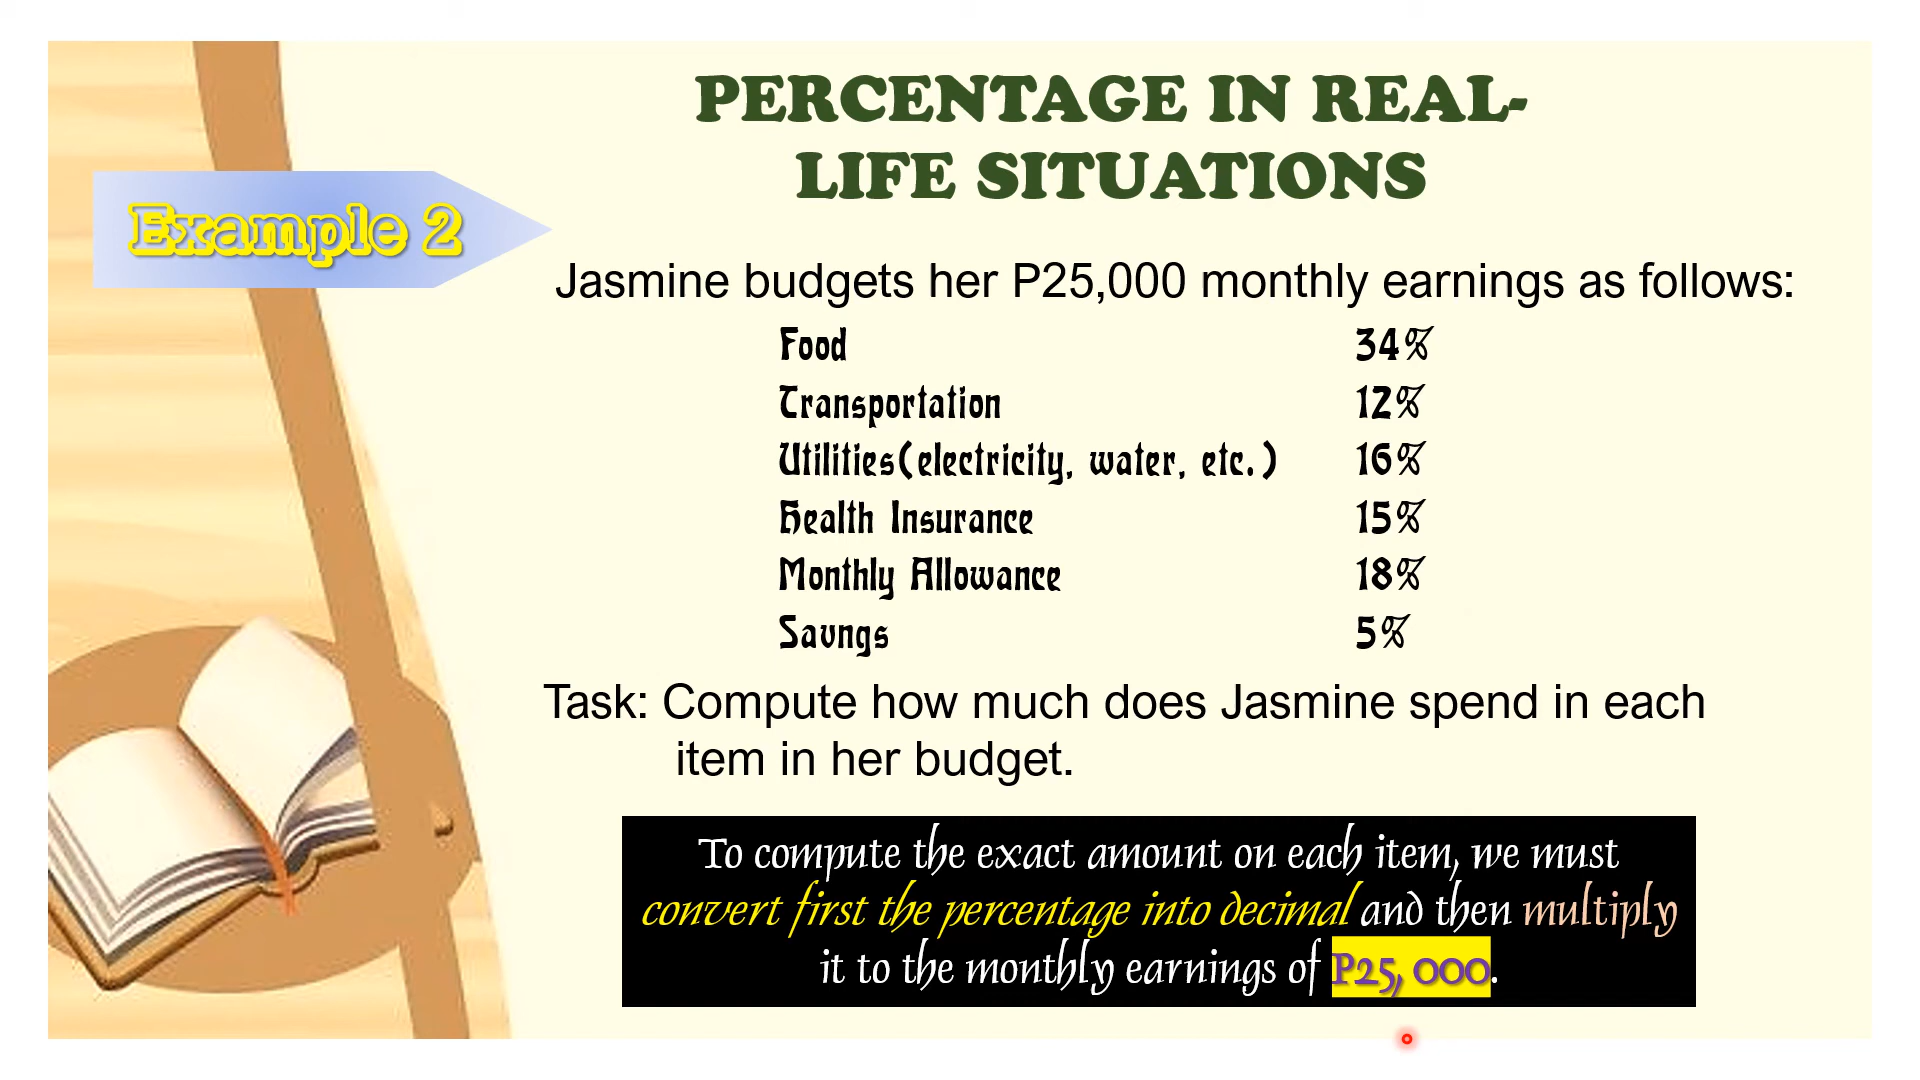 PERCENTAGE IN REAL-
LIFE SITUATIONS
Example 2
Jasmine budgets her P25,000 monthly earnings as follows:
Food 34%
Transportation 12%
Utilities(electricity, water, etc.) 16%
Health Insurance 15%
Monthly Allowance 18%
Savngs 5%
Task: Compute how much does Jasmine spend in each
item in her budget.
To compute the exact amount on each item, we must
convert first the percentage into decimal and then multiply
it to the monthly earnings of P25, 000.